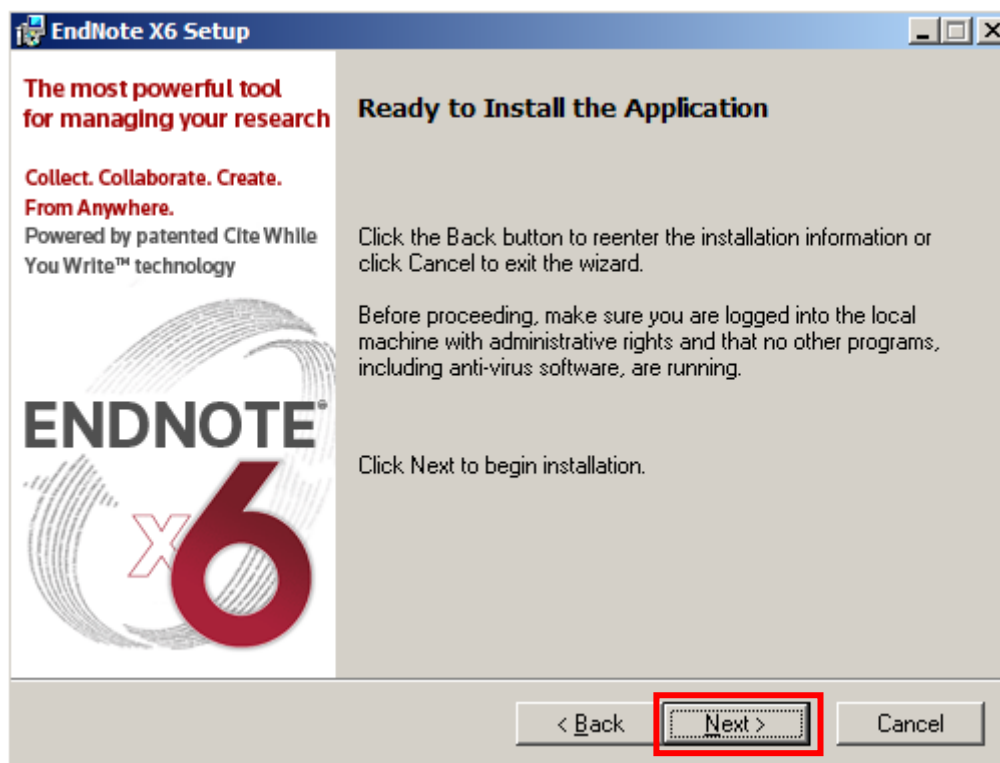 EndNote X6 Setup
The most powerful tool
for managing your research
Collect. Collaborate. Create.
From Anywhere.
Powered by patented Cite While
You Write™ technology
ENDNOTE®
x6
Ready to Install the Application
Click the Back button to reenter the installation information or
click Cancel to exit the wizard.
Before proceeding, make sure you are logged into the local
machine with administrative rights and that no other programs,
including anti-virus software, are running.
Click Next to begin installation.
< Back
Next >
Cancel